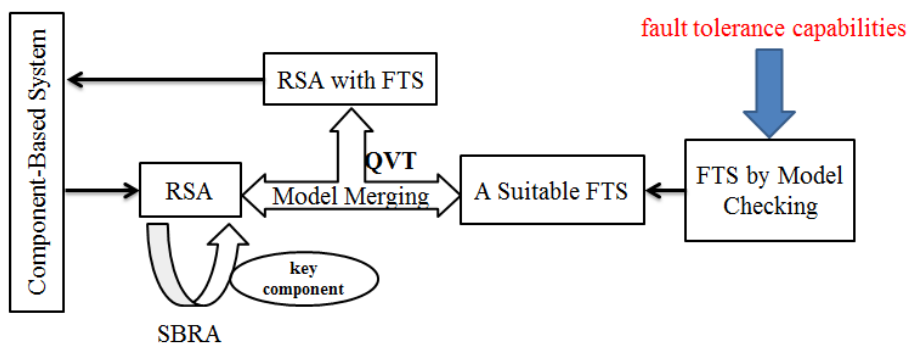 fault tolerance capabilities
Component-Based System
RSA with FTS
QVT
RSA
Model Merging
A Suitable FTS
FTS by Model
Checking
key
component
SBRA